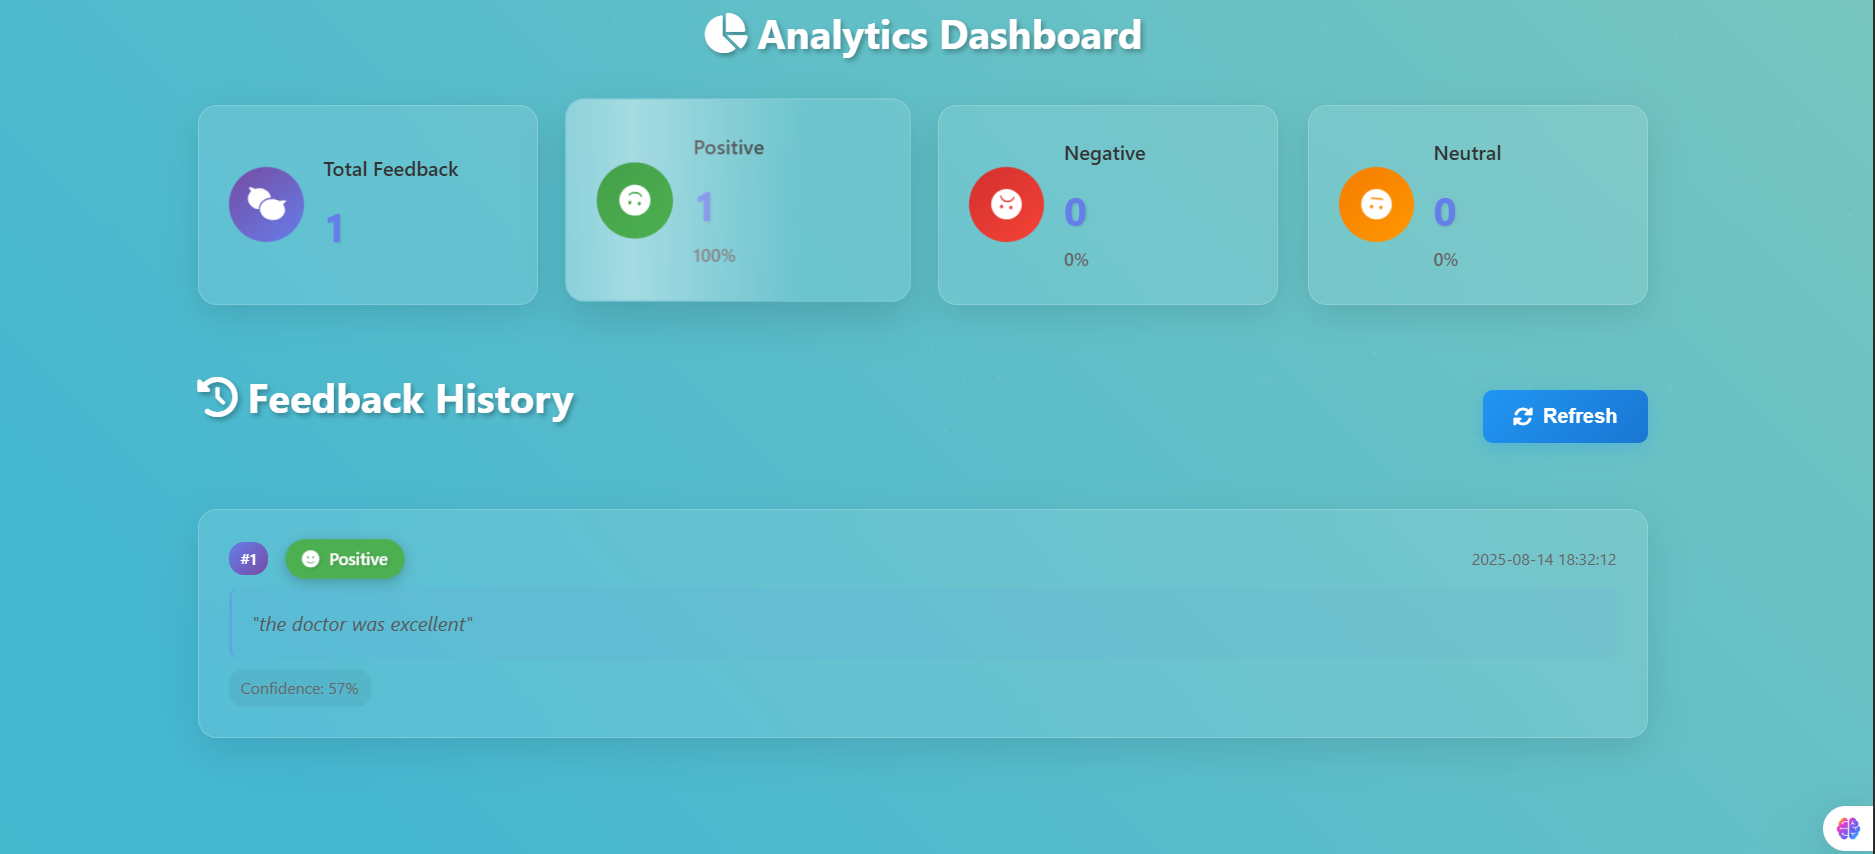 Analytics Dashboard
Total Feedback
1
Positive
1
100%
Negative
0
0%
Neutral
0
0%
Feedback History
Refresh
#1 Positive 2025-08-14 18:32:12
"the doctor was excellent"
Confidence: 57%